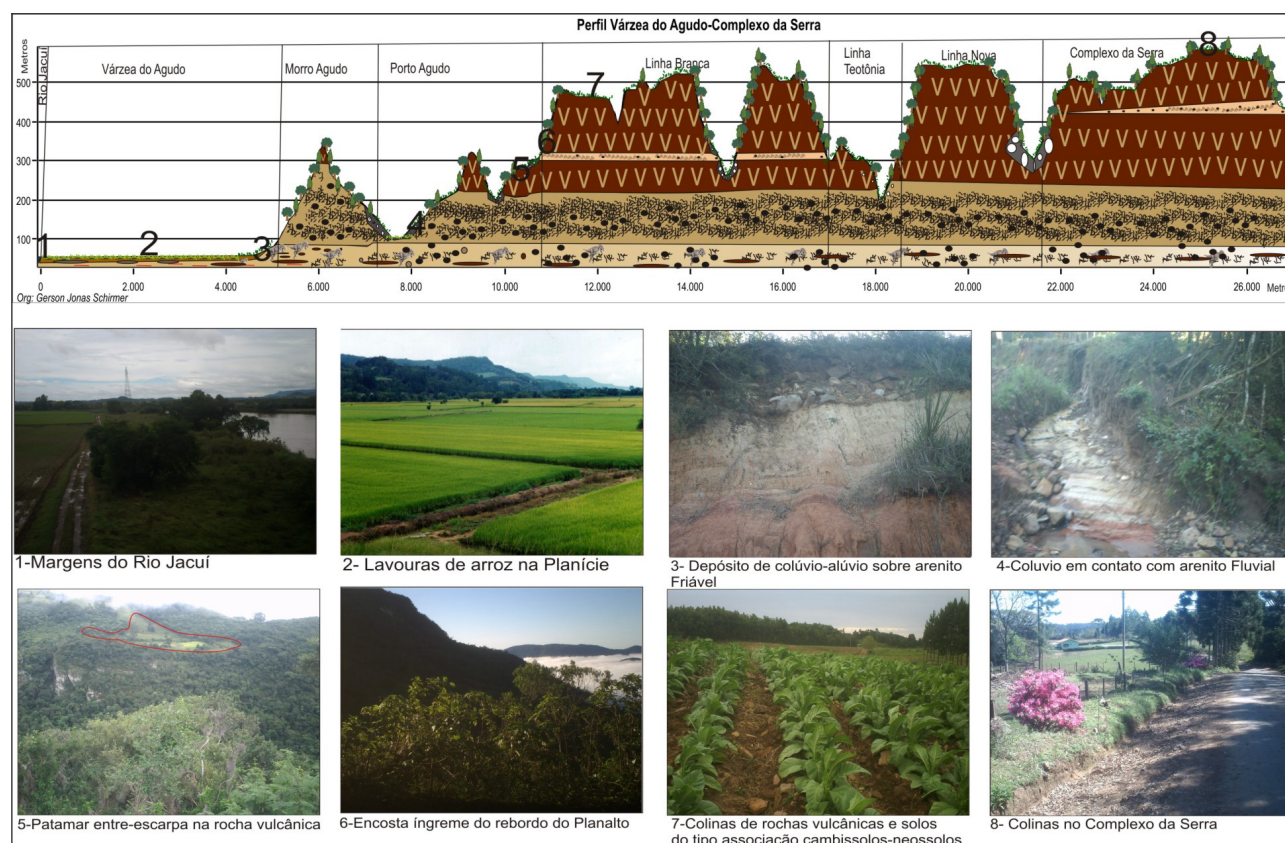 Perfil Várzea do Agudo-Complexo da Serra
8
Metros
Rio Jacuí
Várzea do Agudo
Morro Agudo
Porto Agudo
Linha Branca
Linha
Teotônia
Linha Nova
Complexo da Serra
500
400
300
200
100
7
6
5
4
1
2
3
0
2.000
4.000
6.000
8.000
10.000
12.000
14.000
16.000
18.000
20.000
22.000
24.000
26.000
Metro
Org: Gerson Jonas Schirmer
1-Margens do Rio Jacuí
2- Lavouras de arroz na Planície
3- Depósito de colúvio-alúvio sobre arenito
Friável
4-Coluvio em contato com arenito Fluvial
5-Patamar entre-escarpa na rocha vulcânica
6-Encosta íngreme do rebordo do Planalto
7-Colinas de rochas vulcânicas e solos
do tipo associação cambissolos-neossolos
8- Colinas no Complexo da Serra